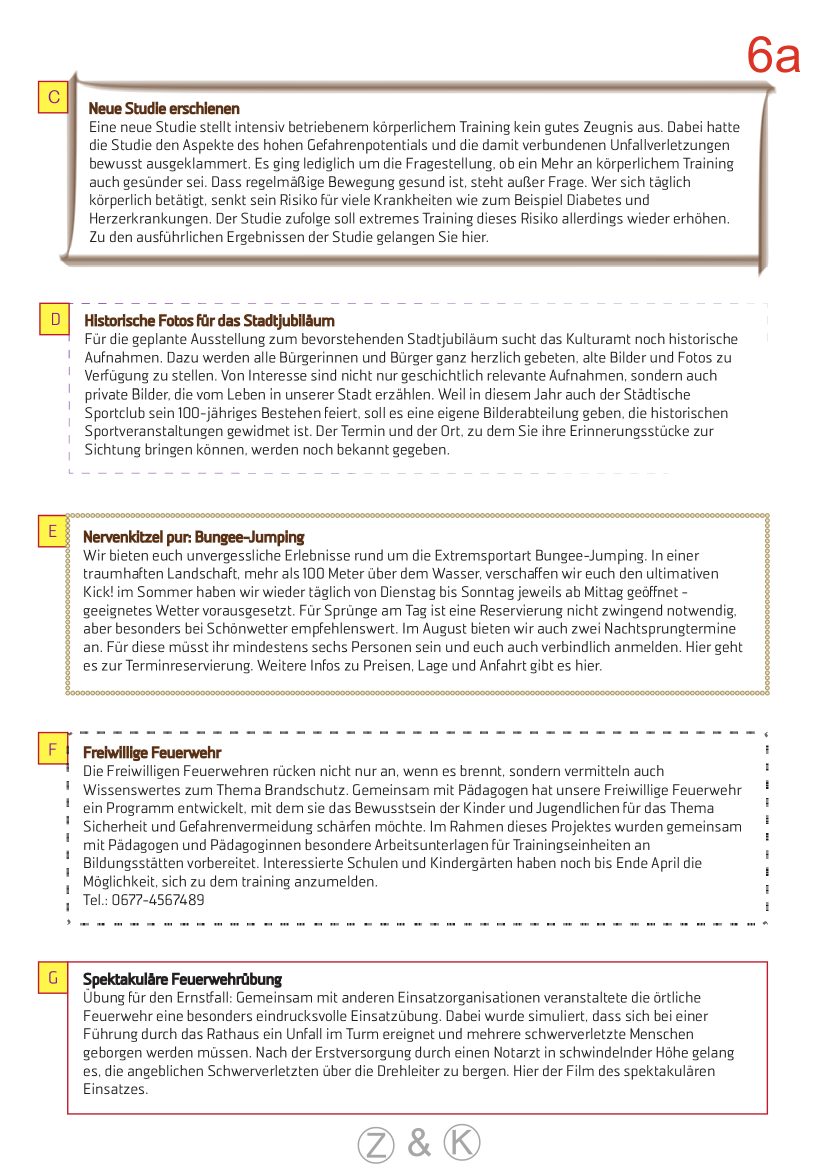 6a
C
Neue Studie erschienen
Eine neue Studie stellt intensiv betriebenem körperlichem Training kein gutes Zeugnis aus. Dabei hatte
die Studie den Aspekte des hohen Gefahrenpotentials und die damit verbundenen Unfallverletzungen
bewusst ausgeklammert. Es ging lediglich um die Fragestellung, ob ein Mehr an körperlichem Training
auch gesünder sei. Dass regelmäßige Bewegung gesund ist, steht außer Frage. Wer sich täglich
körperlich betätigt, senkt sein Risiko für viele Krankheiten wie zum Beispiel Diabetes und
Herzerkrankungen. Der Studie zufolge soll extremes Training dieses Risiko allerdings wieder erhöhen.
Zu den ausführlichen Ergebnissen der Studie gelangen Sie hier.
D
Historische Fotos für das Stadtjubiläum
Für die geplante Ausstellung zum bevorstehenden Stadtjubiläum sucht das Kulturamt noch historische
Aufnahmen. Dazu werden alle Bürgerinnen und Bürger ganz herzlich gebeten, alte Bilder und Fotos zu
Verfügung zu stellen. Von Interesse sind nicht nur geschichtlich relevante Aufnahmen, sondern auch
private Bilder, die vom Leben in unserer Stadt erzählen. Weil in diesem Jahr auch der Städtische
Sportclub sein 100-jähriges Bestehen feiert, soll es eine eigene Bilderabteilung geben, die historischen
Sportveranstaltungen gewidmet ist. Der Termin und der Ort, zu dem Sie ihre Erinnerungsstücke zur
Sichtung bringen können, werden noch bekannt gegeben.
E
Nervenkitzel pur: Bungee-Jumping
Wir bieten euch unvergessliche Erlebnisse rund um die Extremsportart Bungee-Jumping. In einer
traumhaften Landschaft, mehr als 100 Meter über dem Wasser, verschaffen wir euch den ultimativen
Kick! im Sommer haben wir wieder täglich von Dienstag bis Sonntag jeweils ab Mittag geöffnet -
geeignetes Wetter vorausgesetzt. Für Sprünge am Tag ist eine Reservierung nicht zwingend notwendig,
aber besonders bei Schönwetter empfehlenswert. Im August bieten wir auch zwei Nachtsprungtermine
an. Für diese müsst ihr mindestens sechs Personen sein und euch auch verbindlich anmelden. Hier geht
es zur Terminreservierung. Weitere Infos zu Preisen, Lage und Anfahrt gibt es hier.
F
Freiwillige Feuerwehr
Die Freiwilligen Feuerwehren rücken nicht nur an, wenn es brennt, sondern vermitteln auch
Wissenswertes zum Thema Brandschutz. Gemeinsam mit Pädagogen hat unsere Freiwillige Feuerwehr
ein Programm entwickelt, mit dem sie das Bewusstsein der Kinder und Jugendlichen für das Thema
Sicherheit und Gefahrenvermeidung schärfen möchte. Im Rahmen dieses Projektes wurden gemeinsam
mit Pädagogen und Pädagoginnen besondere Arbeitsunterlagen für Trainingseinheiten an
Bildungsstätten vorbereitet. Interessierte Schulen und Kindergärten haben noch bis Ende April die
Möglichkeit, sich zu dem training anzumelden.
Tel.: 0677-4567489
G
Spektakuläre Feuerwehrübung
Übung für den Ernstfall: Gemeinsam mit anderen Einsatzorganisationen veranstaltete die örtliche
Feuerwehr eine besonders eindrucksvolle Einsatzübung. Dabei wurde simuliert, dass sich bei einer
Führung durch das Rathaus ein Unfall im Turm ereignet und mehrere schwerverletzte Menschen
geborgen werden müssen. Nach der Erstversorgung durch einen Notarzt in schwindelnder Höhe gelang
es, die angeblichen Schwerverletzten über die Drehleiter zu bergen. Hier der Film des spektakulären
Einsatzes.
Z & K